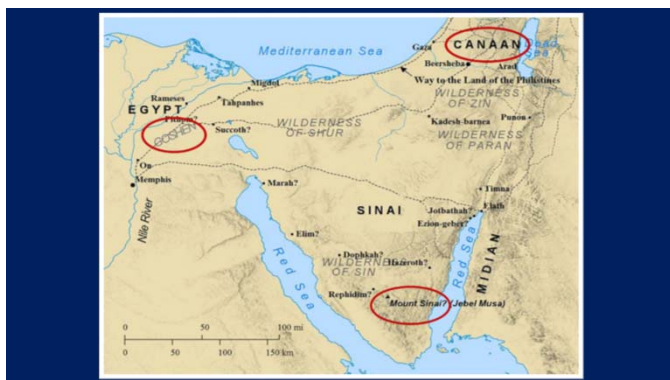 Mediterranean Sea
Gaza
CANAAN
Dead
Sea
Beersheba
Arad
Way to the Land of the Philistines
WILDERNESS
OF ZIN
Migdol
Rameses
Tahpanhes
EGYPT
Pithom?
GOSHEN
Succoth?
WILDERNESS
OF SHUR
Kadesh-barnea
Punon
WILDERNESS
OF PARAN
On
Memphis
Marah?
Timna
SINAI
Jotbathah?
Elath
Ezion-geber?
Nile River
Elim?
Red Sea
Dophkah?
WILDERNESS
OF SIN
Hazeroth?
Red Sea
MIDIAN
Rephidim?
Mount Sinai? (Jebel Musa)
0 50 100 mi
0 50 100 150 km